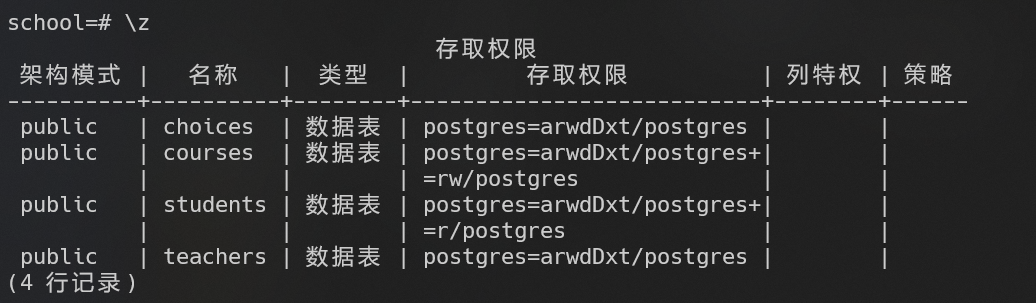 school=# \z
存取权限
架构模式 | 名称 | 类型 | 存取权限 | 列特权 | 策略
----------+----------+--------+---------------------------+--------+------
public | choices | 数据表 | postgres=arwdDxt/postgres | |
public | courses | 数据表 | postgres=arwdDxt/postgres+| |
| | | =rw/postgres | |
public | students | 数据表 | postgres=arwdDxt/postgres+| |
| | | =r/postgres | |
public | teachers | 数据表 | postgres=arwdDxt/postgres | |
(4 行记录)